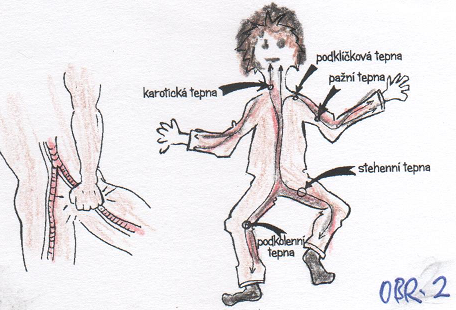 podklíčková tepna
pažní tepna
karotická tepna
stehenní tepna
podkolenní
tepna
OBR. 2